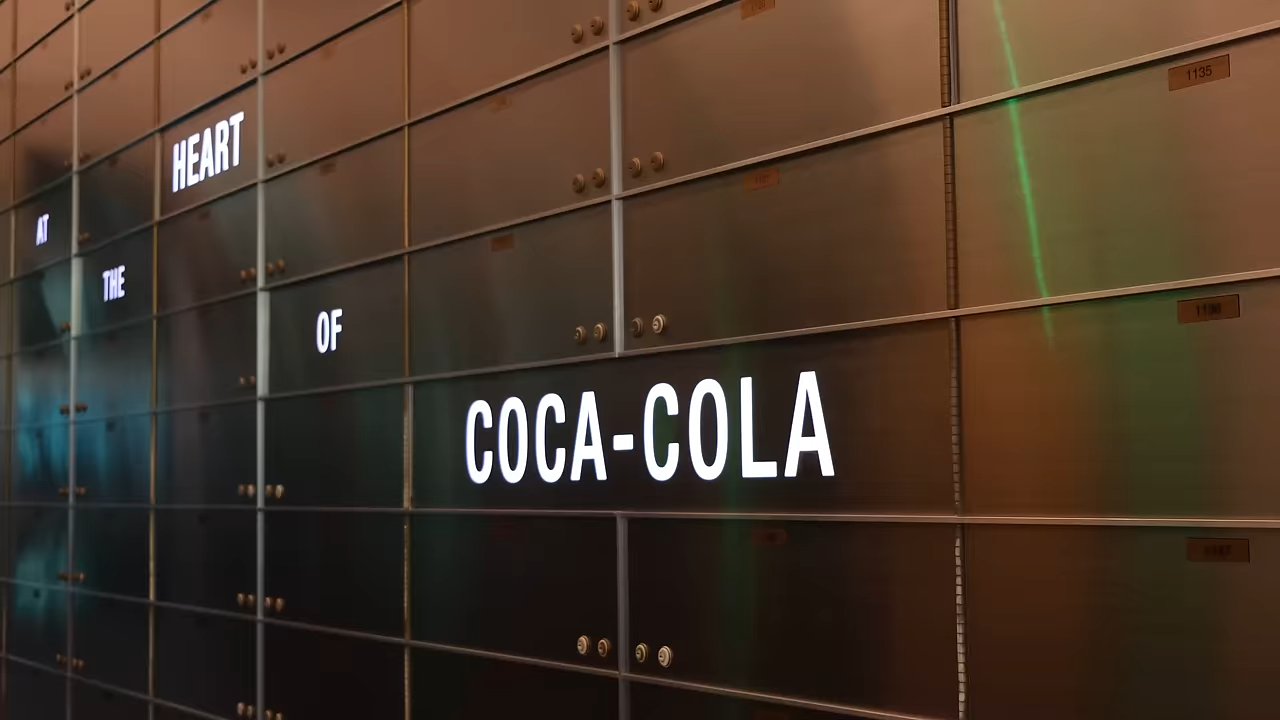 AT
THE
HEART
OF
COCA-COLA
1135